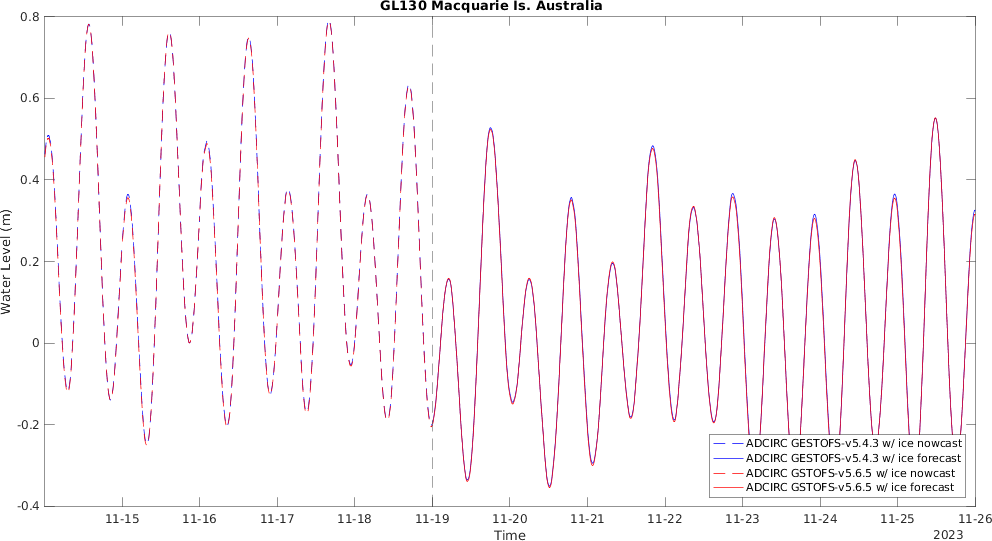 GL130 Macquarie Is. Australia
Water Level (m)
0.8
0.6
0.4
0.2
0
-0.2
-0.4
ADCIRC GESTOFS-v5.4.3 w/ ice nowcast
ADCIRC GESTOFS-v5.4.3 w/ ice forecast
ADCIRC GSTOFS-v5.6.5 w/ ice nowcast
ADCIRC GSTOFS-v5.6.5 w/ ice forecast
11-15 11-16 11-17 11-18 11-19 11-20 11-21 11-22 11-23 11-24 11-25 11-26
Time
2023